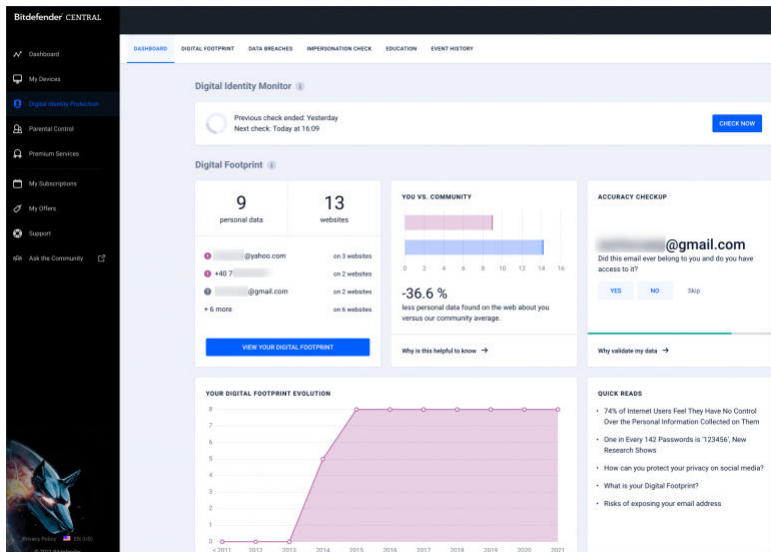 Bitdefender CENTRAL
Dashboard
My Devices
Digital Identity Protection
Parental Control
Premium Services
My Subscriptions
My Offers
Support
Ask the Community
Privacy Policy EN (US)
© 2022 Bitdefender
DASHBOARD DIGITAL FOOTPRINT DATA BREACHES IMPERSONATION CHECK EDUCATION EVENT HISTORY
Digital Identity Monitor
Previous check ended: Yesterday
Next check: Today at 16:09
CHECK NOW
Digital Footprint
9 13
personal data websites
@yahoo.com on 3 websites
+40 7 on 2 websites
@gmail.com on 2 websites
+ 6 more on 6 websites
VIEW YOUR DIGITAL FOOTPRINT
YOU VS. COMMUNITY
0 2 4 6 8 10 12 14 16
-36.6 %
less personal data found on the web about you
versus our community average.
Why is this helpful to know →
ACCURACY CHECKUP
@gmail.com
Did this email ever belong to you and do you have
access to it?
YES NO Skip
Why validate my data →
YOUR DIGITAL FOOTPRINT EVOLUTION
8
7
6
5
4
3
2
1
0
< 2011 2012 2013 2014 2015 2016 2017 2018 2019 2020 2021
QUICK READS
• 74% of Internet Users Feel They Have No Control
Over the Personal Information Collected on Them
• One in Every 142 Passwords is '123456', New
Research Shows
• How can you protect your privacy on social media?
• What is your Digital Footprint?
• Risks of exposing your email address